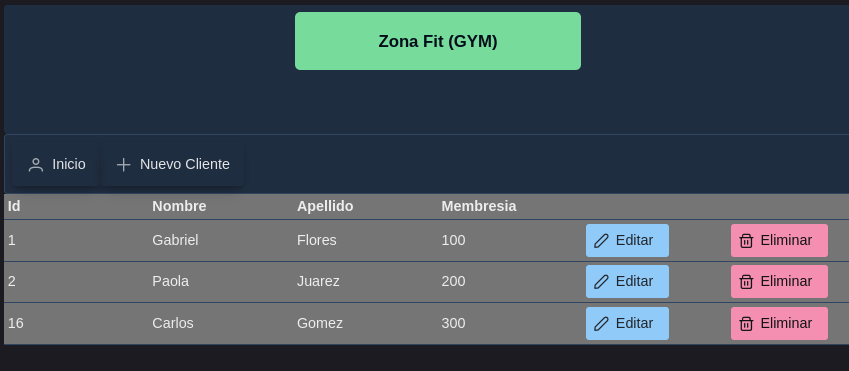 Zona Fit (GYM)
Inicio Nuevo Cliente
Id Nombre Apellido Membresia
1 Gabriel Flores 100 Editar Eliminar
2 Paola Juarez 200 Editar Eliminar
16 Carlos Gomez 300 Editar Eliminar